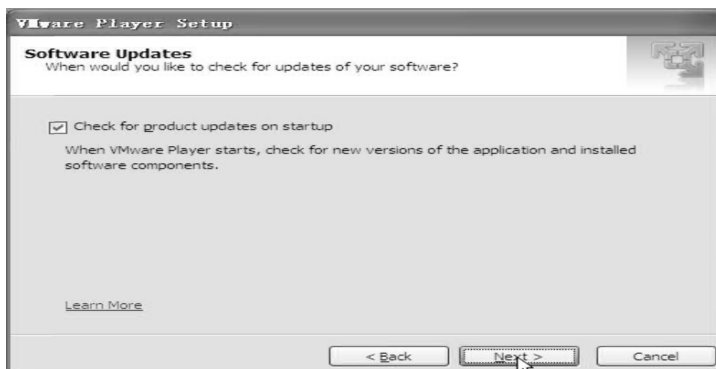 VMware Player Setup
Software Updates
When would you like to check for updates of your software?
Check for product updates on startup
When VMware Player starts, check for new versions of the application and installed
software components.
Learn More
< Back
Next >
Cancel